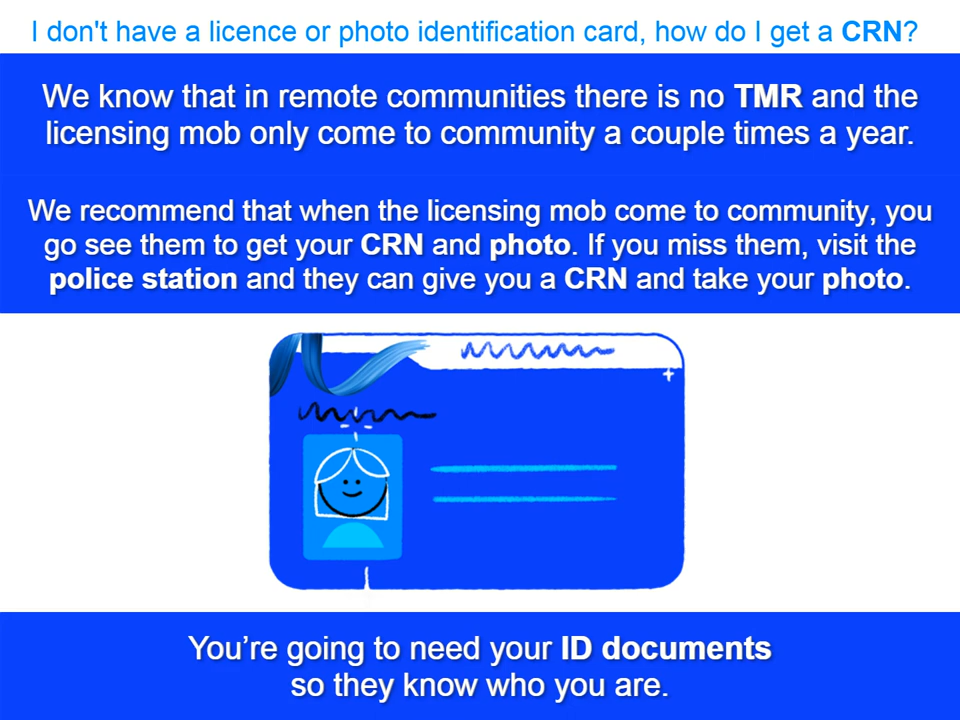 I don't have a licence or photo identification card, how do I get a CRN?
We know that in remote communities there is no TMR and the
licensing mob only come to community a couple times a year.
We recommend that when the licensing mob come to community, you
go see them to get your CRN and photo. If you miss them, visit the
police station and they can give you a CRN and take your photo.
You’re going to need your ID documents
so they know who you are.